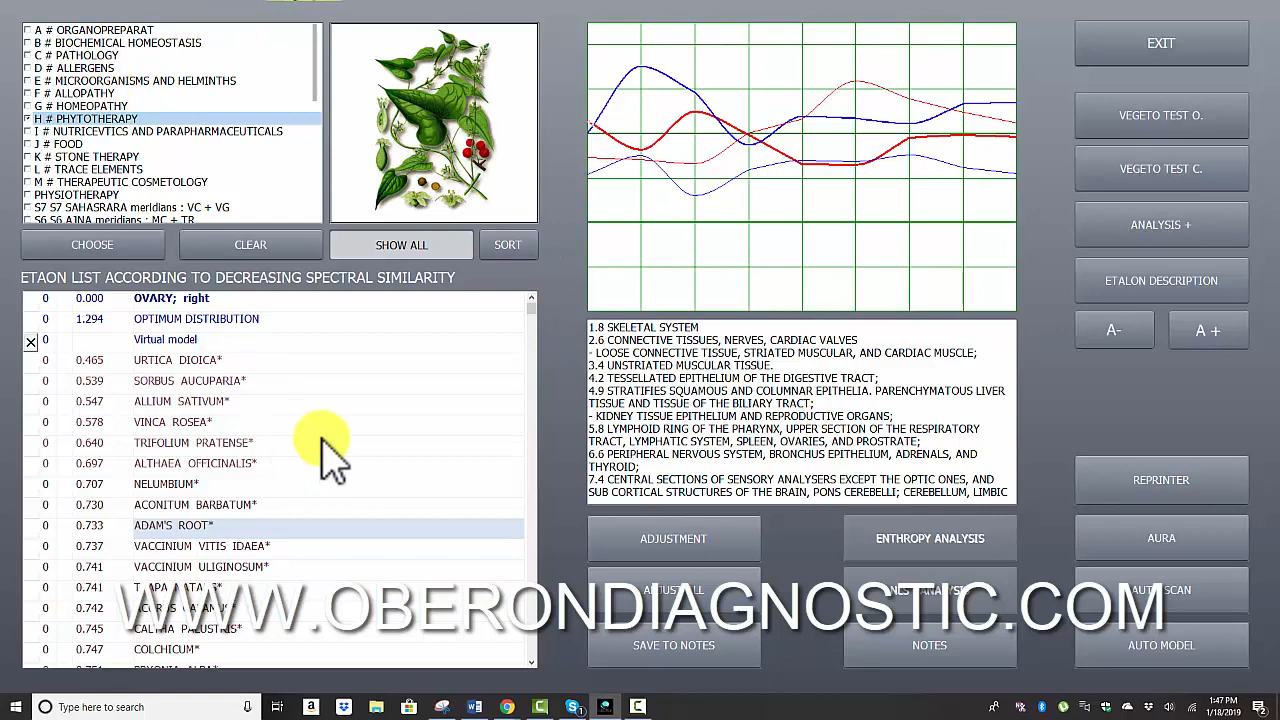 A # ORGANOPREPARAT
B # BIOCHEMICAL HOMEOSTASIS
C # PATHOLOGY
D # ALLERGENS
E # MICROORGANISMS AND HELMINTHS
F # ALLOPATHY
G # HOMEOPATHY
H # PHYTOTHERAPY
I # NUTRICEVTICS AND PARAPHARMACEUTICALS
J # FOOD
K # STONE THERAPY
L # TRACE ELEMENTS
M # THERAPEUTIC COSMETOLOGY
PHYSIOTHERAPY
S7 S7 SAHASRARA meridians : VC + VG
S6 S6 AJNA meridians : MC + TR
CHOOSE
CLEAR
SHOW ALL
SORT
ETAON LIST ACCORDING TO DECREASING SPECTRAL SIMILARITY
0 0.000 OVARY; right
0 1.294 OPTIMUM DISTRIBUTION
0 Virtual model
0 0.465 URTICA DIOICA*
0 0.539 SORBUS AUCUPARIA*
0 0.547 ALLIUM SATIVUM*
0 0.578 VINCA ROSEA*
0 0.640 TRIFOLIUM PRATENSE*
0 0.697 ALTHAEA OFFICINALIS*
0 0.707 NELUMBIUM*
0 0.730 ACONITUM BARBATUM*
0 0.733 ADAM'S ROOT*
0 0.737 VACCINIUM VITIS IDAEA*
0 0.741 VACCINIUM ULIGINOSUM*
0 0.741
0 0.742
0 0.745 CALTHA PALUSTRIS*
0 0.747 COLCHICUM*
1.8 SKELETAL SYSTEM
2.6 CONNECTIVE TISSUES, NERVES, CARDIAC VALVES
- LOOSE CONNECTIVE TISSUE, STRIATED MUSCULAR, AND CARDIAC MUSCLE;
3.4 UNSTRIATED MUSCULAR TISSUE.
4.2 TESSELLATED EPITHELIUM OF THE DIGESTIVE TRACT;
4.9 STRATIFIES SQUAMOUS AND COLUMNAR EPITHELIA. PARENCHYMATOUS LIVER
TISSUE AND TISSUE OF THE BILIARY TRACT;
- KIDNEY TISSUE EPITHELIUM AND REPRODUCTIVE ORGANS;
5.8 LYMPHOID RING OF THE PHARYNX, UPPER SECTION OF THE RESPIRATORY
TRACT, LYMPHATIC SYSTEM, SPLEEN, OVARIES, AND PROSTRATE;
6.6 PERIPHERAL NERVOUS SYSTEM, BRONCHUS EPITHELIUM, ADRENALS, AND
THYROID;
7.4 CENTRAL SECTIONS OF SENSORY ANALYSERS EXCEPT THE OPTIC ONES, AND
SUB CORTICAL STRUCTURES OF THE BRAIN, PONS CEREBELLI; CEREBELLUM, LIMBIC
ADJUSTMENT
ENTHROPY ANALYSIS
SAVE TO NOTES
NOTES
EXIT
VEGETO TEST O.
VEGETO TEST C.
ANALYSIS +
ETALON DESCRIPTION
A-
A +
REPRINTER
AURA
AUTO MODEL
WWW.OBERONDIAGNOSTIC.COM
Type here to search
1:47 PM
1/18/2019